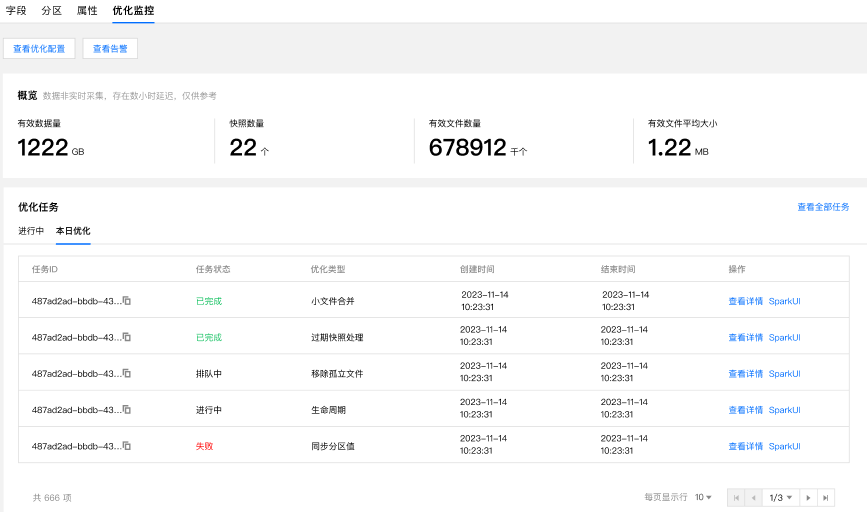 字段 分区 属性 优化监控
查看优化配置 查看告警
概览 数据非实时采集，存在数小时延迟，仅供参考
有效数据量 快照数量 有效文件数量 有效文件平均大小
1222 GB 22 个 678912 千个 1.22 MB
优化任务 查看全部任务
进行中 本日优化
任务ID 任务状态 优化类型 创建时间 结束时间 操作
487ad2ad-bbdb-43... 已完成 小文件合并 2023-11-14 2023-11-14 查看详情 SparkUI
10:23:31 10:23:31
487ad2ad-bbdb-43... 已完成 过期快照处理 2023-11-14 2023-11-14 查看详情 SparkUI
10:23:31 10:23:31
487ad2ad-bbdb-43... 排队中 移除孤立文件 2023-11-14 2023-11-14 查看详情 SparkUI
10:23:31 10:23:31
487ad2ad-bbdb-43... 进行中 生命周期 2023-11-14 2023-11-14 查看详情 SparkUI
10:23:31 10:23:31
487ad2ad-bbdb-43... 失败 同步分区值 2023-11-14 2023-11-14 查看详情 SparkUI
10:23:31 10:23:31
共 666 项 每页显示行 10 1/3